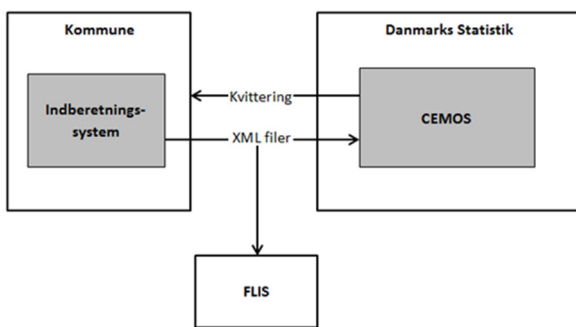 Kommune
Danmarks Statistik
Indberetnings-
system
Kvittering
XML filer
CEMOS
FLIS